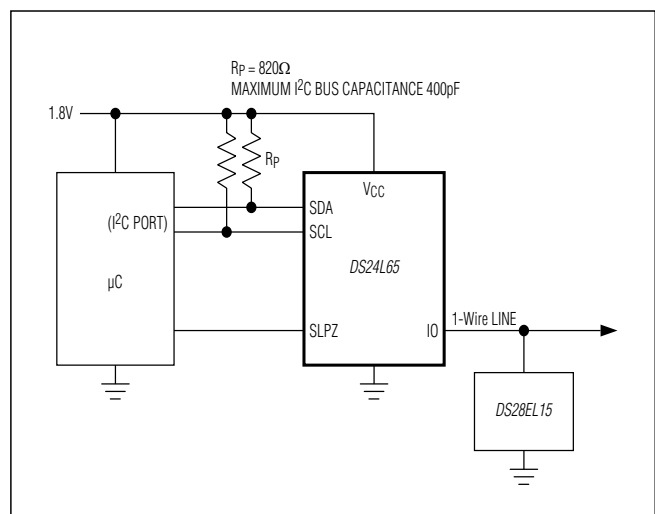 RP = 820Ω
MAXIMUM I²C BUS CAPACITANCE 400pF
1.8V
RP
VCC
(I²C PORT)
SDA
SCL
DS24L65
µC
SLPZ
IO
1-Wire LINE
DS28EL15